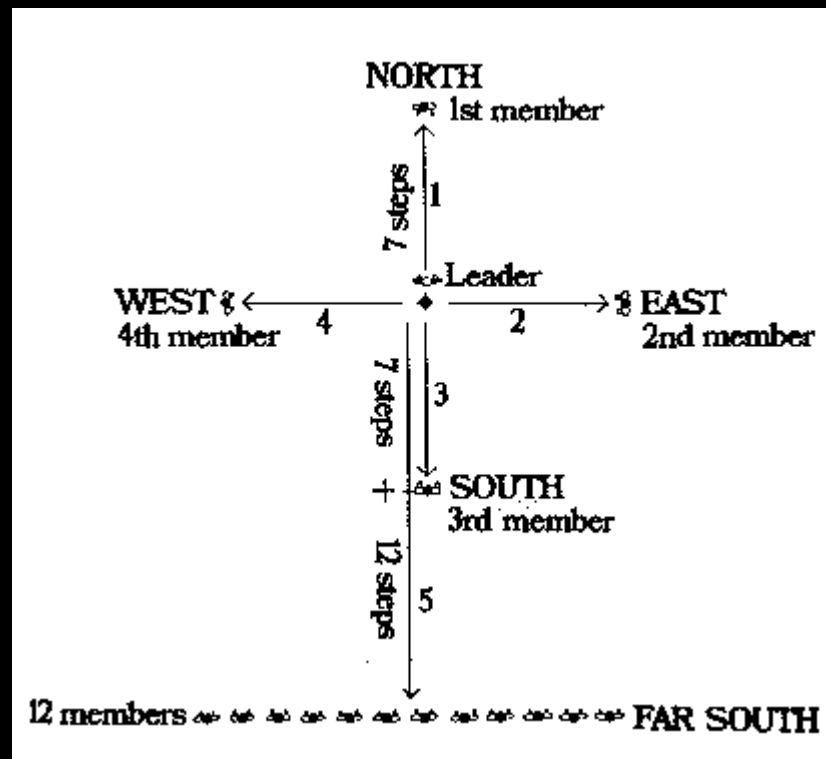 NORTH
1st member
7 steps
1
Leader
WEST
EAST
4
2
4th member
2nd member
7 steps
3
SOUTH
3rd member
12 steps
5
12 members
FAR SOUTH